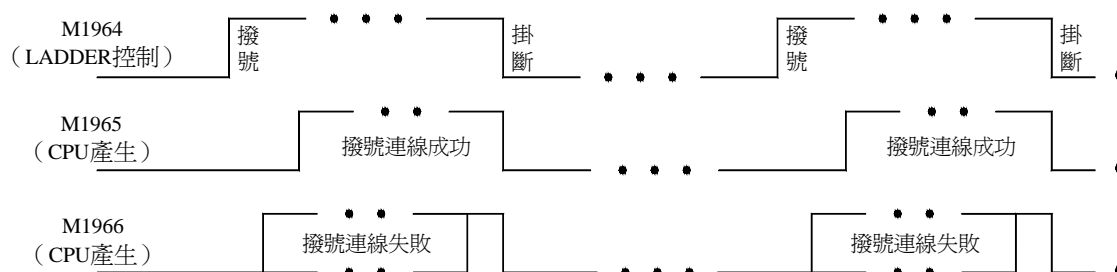 M1964
（LADDER控制）
撥號
掛斷
撥號
掛斷
M1965
（CPU產生）
撥號連線成功
撥號連線成功
M1966
（CPU產生）
撥號連線失敗
撥號連線失敗